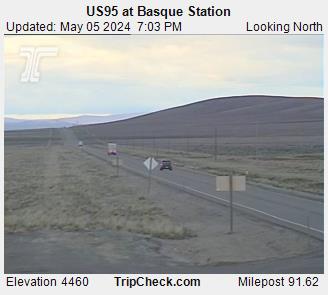 US95 at Basque Station
Updated: May 05 2024 7:03 PM Looking North
Elevation 4460 TripCheck.com Milepost 91.62